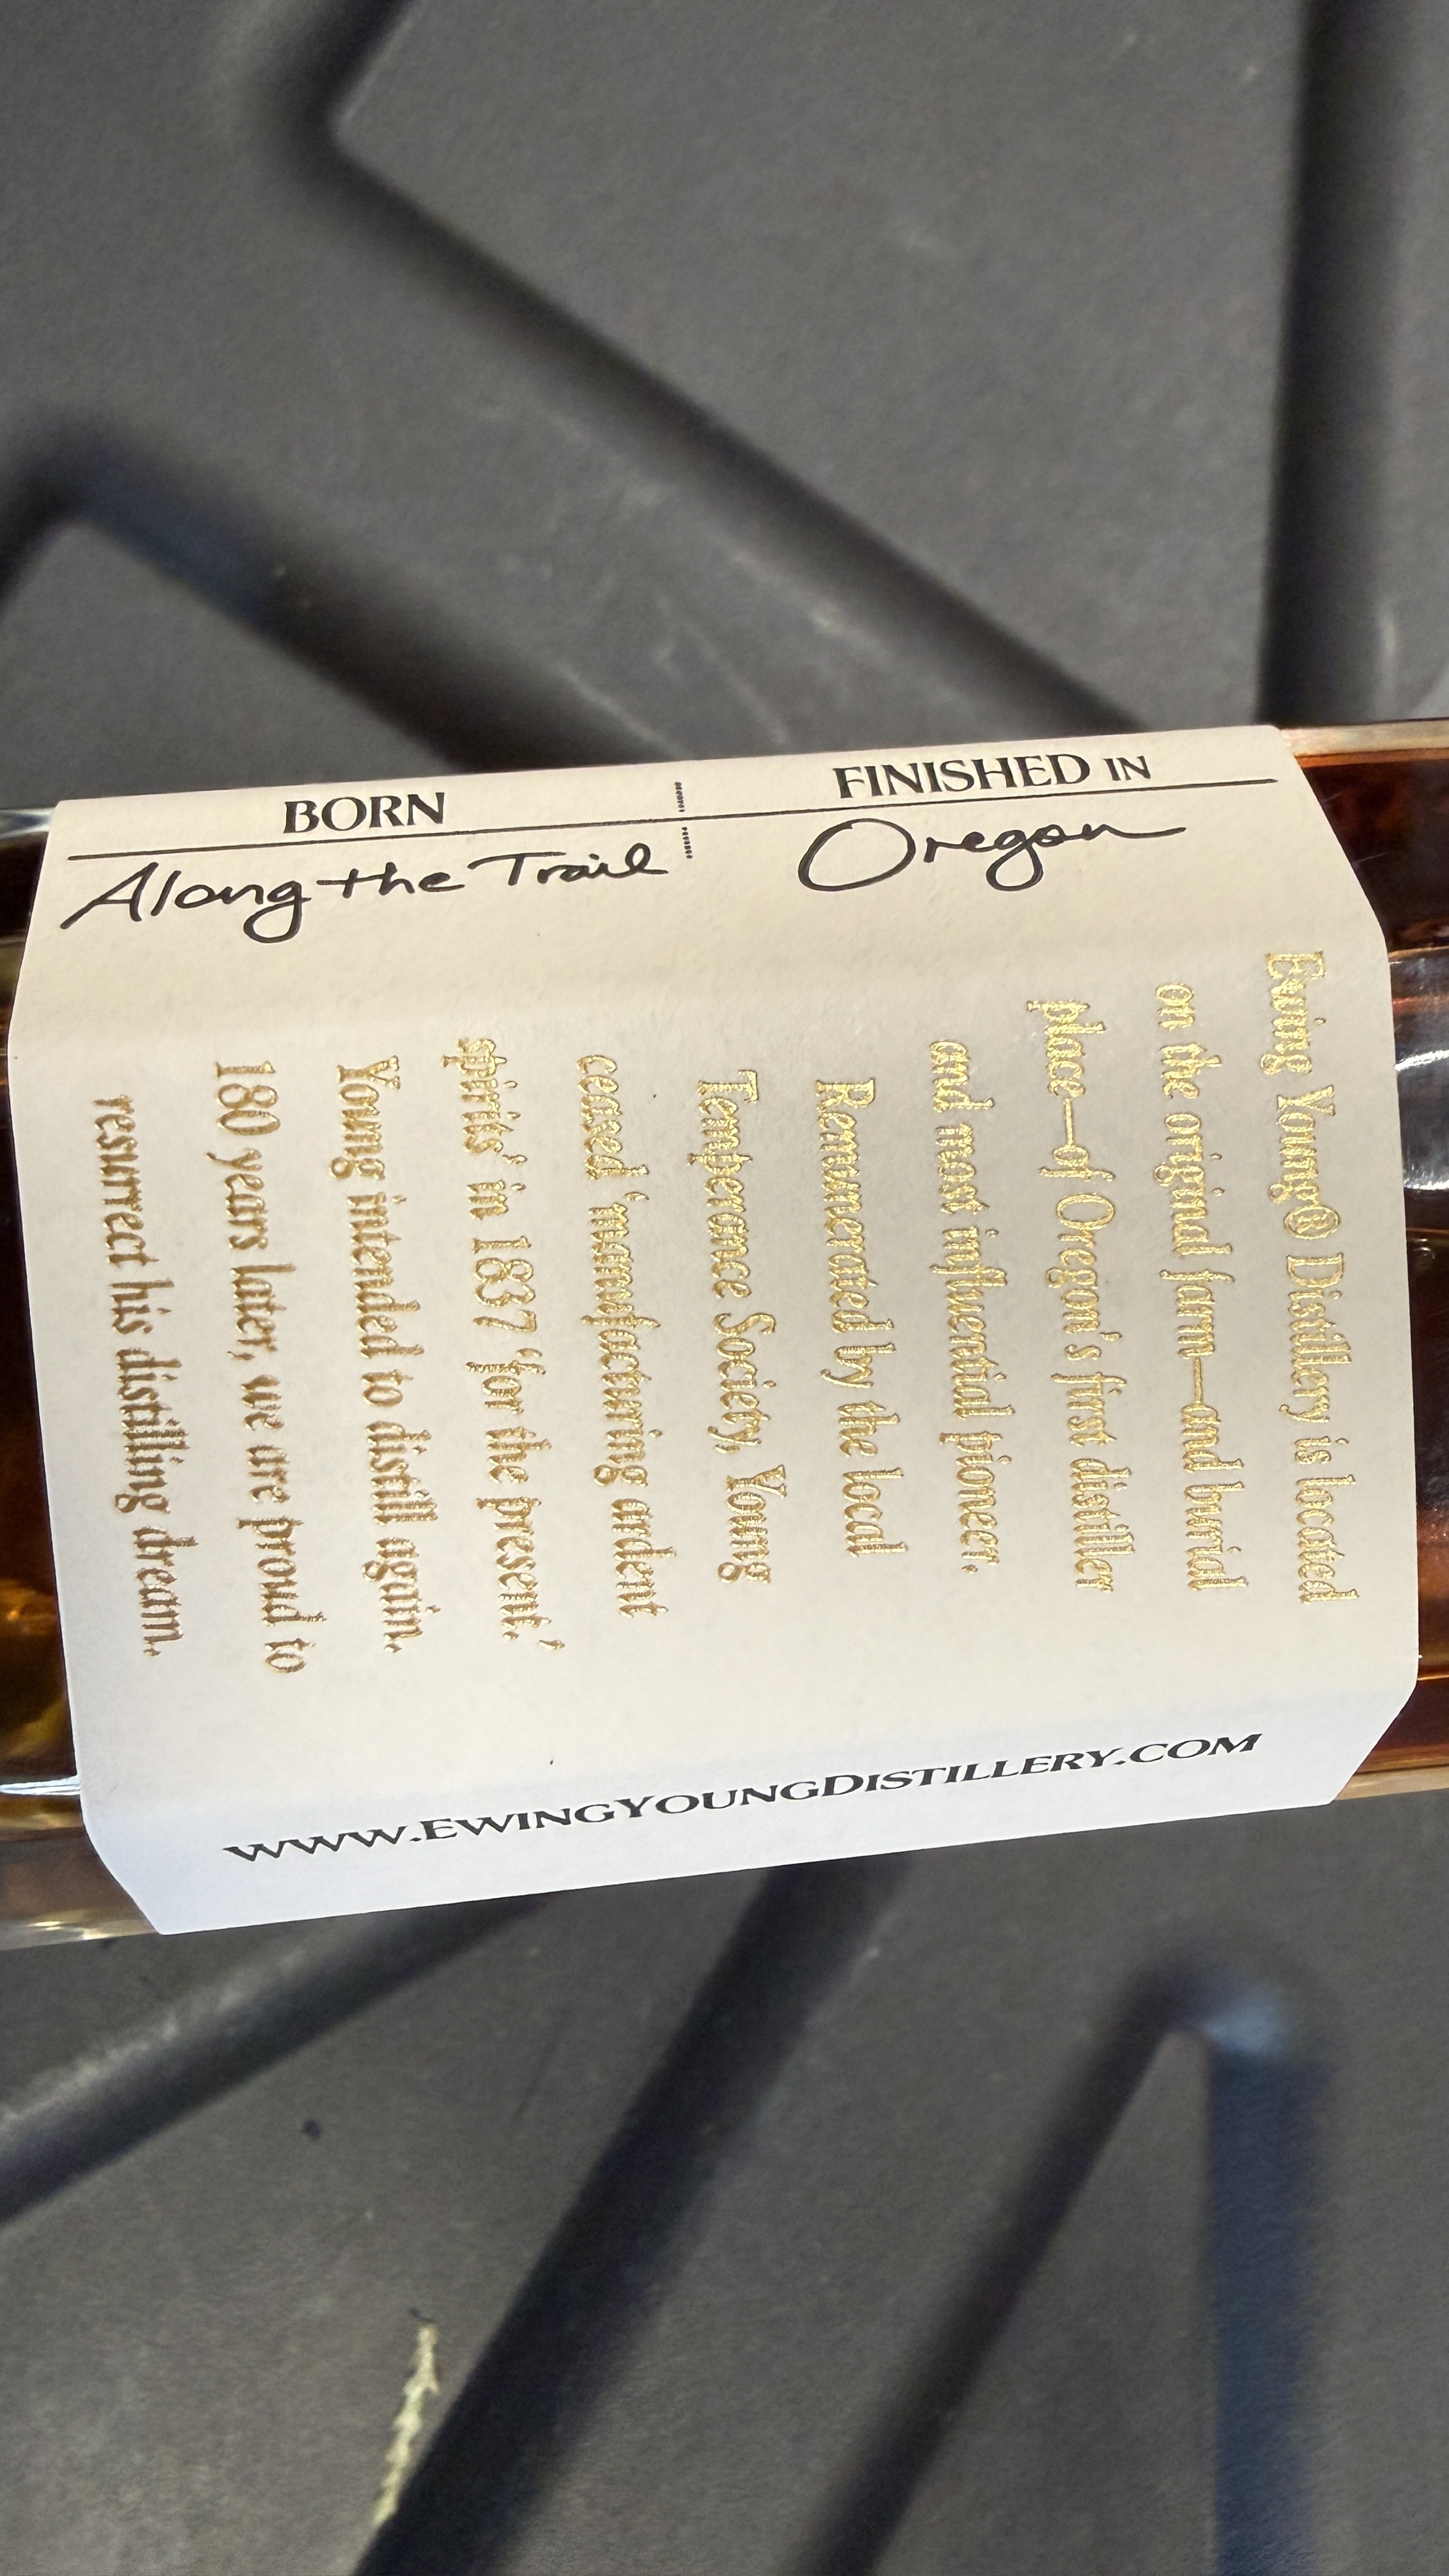 BORN
Along the Trail
FINISHED IN
Oregon
Ewing Young® Distillery is located
on the original farm—and burial
place—of Oregon's first distiller
and most influential pioneer.
Remunerated by the local
Temperance Society, Young
ceased 'manufacturing ardent
spirits' in 1837 'for the present.'
Young intended to distill again.
180 years later, we are proud to
resurrect his distilling dream.
www.EwingYoungDistillery.com